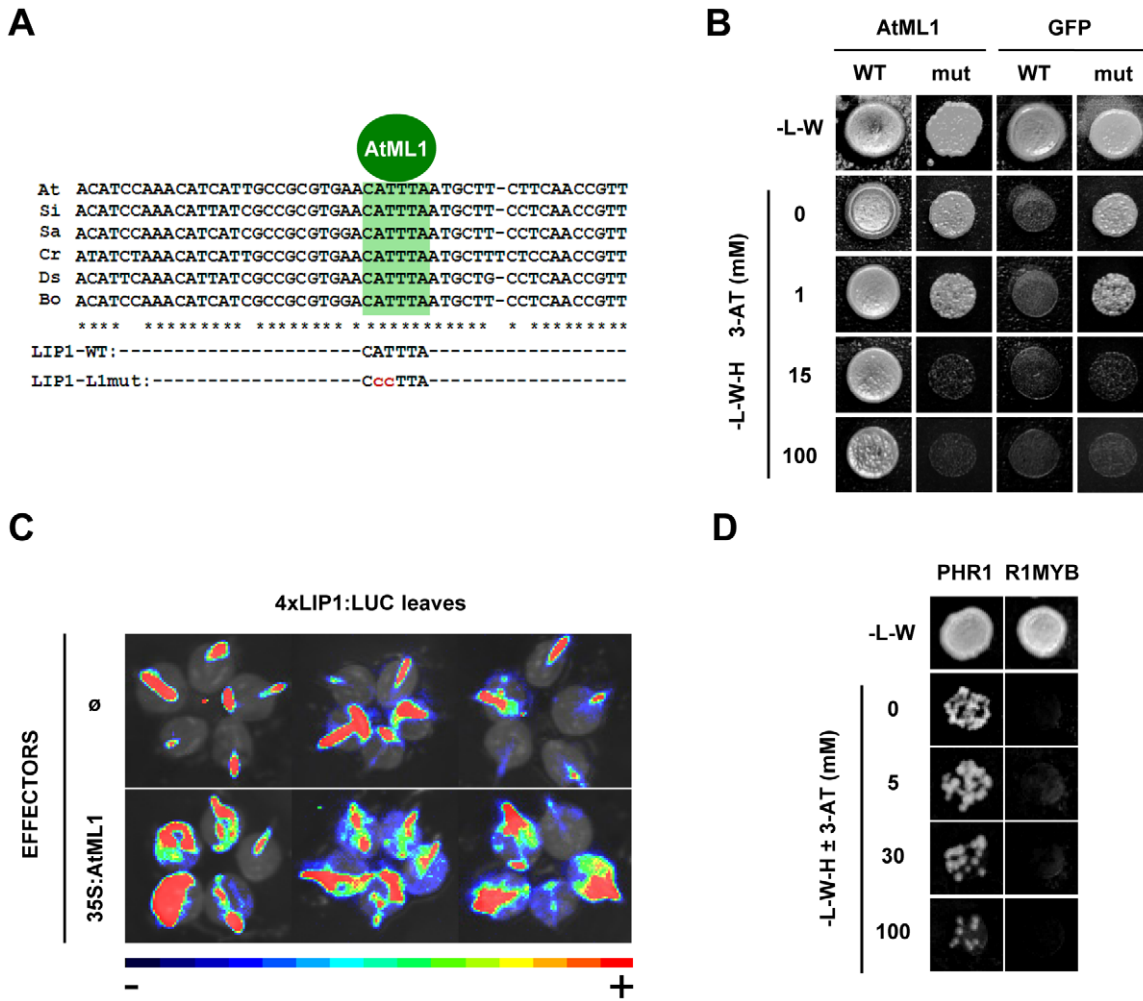 A
AtML1
At ACATCCAAACATCATTGCCGCGTGAACATTTAATGCTT-CTTCAACCGTT
Si ACATCCAAACATTATCGCCGCGTGAACATTTAATGCTT-CCTCAACCGTT
Sa ACATCCAAACATCATCGCCGCGTGGACATTTAATGCTT-CCTCAACCGTT
Cr ATATCTAAACATCATCGCCGCGTGAACATTTAATGCTTTCTCCAACCGTT
Ds ACATTCAAACATTATCGCCGCGTGAACATTTAATGCTG-CCTCAACCGTT
Bo ACATCCAAACATCATCGCCGCGTGGACATTTAATGCTT-CCTCAACCGTT
**** ********* ******* ************* * *********
LIP1-WT:----------------------CATTTA------------------
LIP1-L1mut:-------------------CccTTA------------------
B
AtML1 GFP
WT mut WT mut
-L-W
-L-W-H 3-AT (mM)
0
1
15
100
C
4xLIP1:LUC leaves
EFFECTORS
ø
35S:AtML1
- +
D
PHR1 R1MYB
-L-W
-L-W-H ± 3-AT (mM)
0
5
30
100